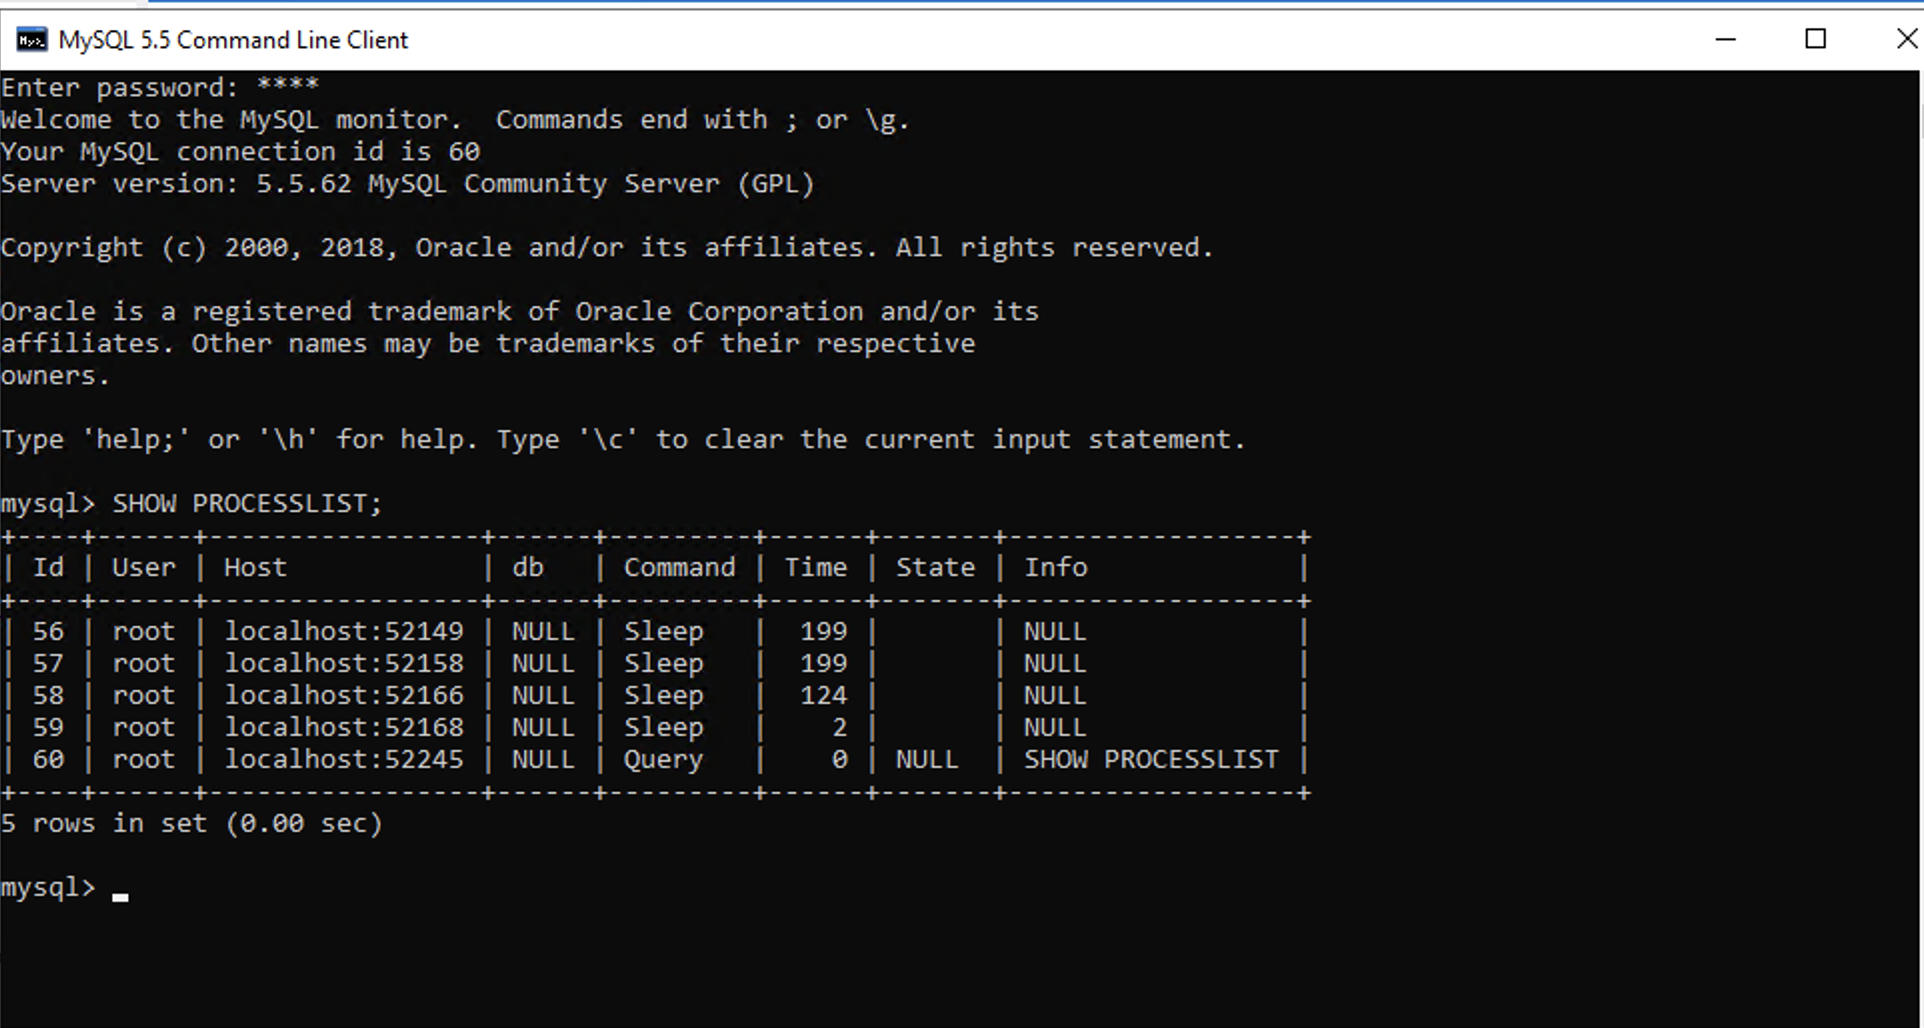 MySQL 5.5 Command Line Client
Enter password: ****
Welcome to the MySQL monitor.  Commands end with ; or \g.
Your MySQL connection id is 60
Server version: 5.5.62 MySQL Community Server (GPL)
Copyright (c) 2000, 2018, Oracle and/or its affiliates. All rights reserved.
Oracle is a registered trademark of Oracle Corporation and/or its
affiliates. Other names may be trademarks of their respective
owners.
Type 'help;' or '\h' for help. Type '\c' to clear the current input statement.
mysql> SHOW PROCESSLIST;
+----+------+-----------------+------+---------+------+-------+------------------+
| Id | User | Host            | db   | Command | Time | State | Info             |
+----+------+-----------------+------+---------+------+-------+------------------+
| 56 | root | localhost:52149 | NULL | Sleep   |  199 |       | NULL             |
| 57 | root | localhost:52158 | NULL | Sleep   |  199 |       | NULL             |
| 58 | root | localhost:52166 | NULL | Sleep   |  124 |       | NULL             |
| 59 | root | localhost:52168 | NULL | Sleep   |    2 |       | NULL             |
| 60 | root | localhost:52245 | NULL | Query   |    0 | NULL  | SHOW PROCESSLIST |
+----+------+-----------------+------+---------+------+-------+------------------+
5 rows in set (0.00 sec)
mysql> _